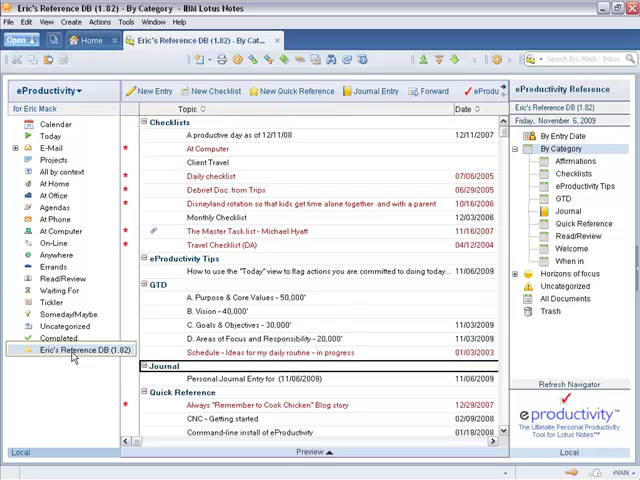 Eric's Reference DB (1.82) - By Category - IBM Lotus Notes
File Edit View Create Actions Tools Window Help
Open Home Eric's Reference DB (1.82) - By Cat... Search Eric Mack - Inbox
eProductivity New Entry New Checklist New Quick Reference Journal Entry Forward eProdu eProductivity Reference
for Eric Mack Topic Date Eric's Reference DB (1.82)
Calendar
Today
E-Mail
Projects
All by context
At Home
At Office
Agendas
At Phone
At Computer
On-Line
Anywhere
Errands
Read/Review
Waiting For
Tickler
Someday/Maybe
Uncategorized
Completed
Eric's Reference DB (1.82)
Local
Checklists
A productive day as of 12/11/08 12/11/2007
At Computer
Client Travel
Daily checklist 07/06/2005
Debrief Doc. from Trips 06/29/2005
Disneyland rotation so that kids get time alone together and with a parent 10/16/2006
Monthly Checklist 12/03/2006
The Master Task list - Michael Hyatt 11/16/2007
Travel Checklist (DA) 04/12/2004
eProductivity Tips
How to use the "Today" view to flag actions you are committed to doing today... 11/06/2009
GTD
A. Purpose & Core Values - 50,000'
B. Vision - 40,000'
C. Goals & Objectives - 30,000' 11/03/2009
D. Areas of Focus and Responsibility - 20,000' 11/03/2009
Schedule - Ideas for my daily routine - in progress 01/03/2003
Journal
Personal Journal Entry for (11/06/2009) 11/06/2009
Quick Reference
Always "Remember to Cook Chicken" Blog story 12/29/2007
CNC - Getting started 02/09/2008
Command-line install of eProductivity 01/18/2008
Preview
Friday, November 6, 2009
By Entry Date
By Category
Affirmations
Checklists
eProductivity Tips
GTD
Journal
Quick Reference
Read/Review
Welcome
When in
Horizons of focus
Uncategorized
All Documents
Trash
Refresh Navigator
eproductivity™
The Ultimate Personal Productivity
Tool for Lotus Notes™
Local
WAN